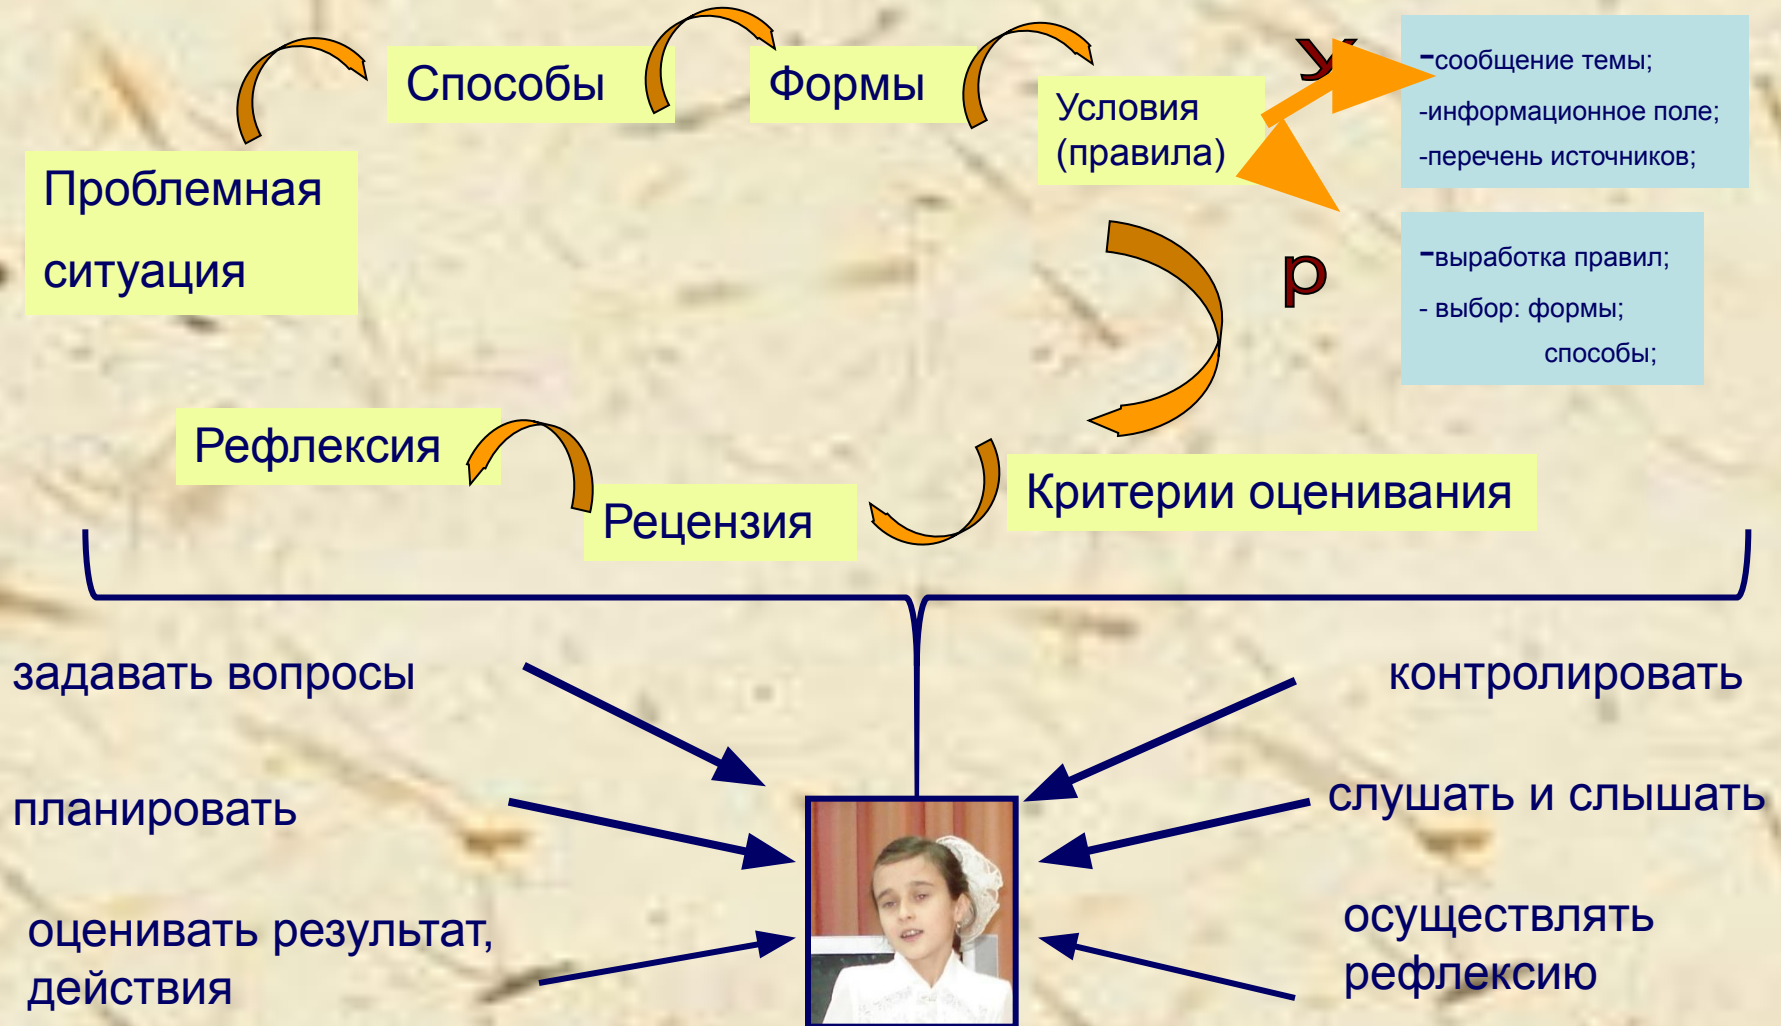 Способы
Формы
Условия
(правила)
У
-сообщение темы;
-информационное поле;
-перечень источников;
Проблемная
ситуация
р
-выработка правил;
- выбор: формы;
способы;
Рефлексия
Рецензия
Критерии оценивания
задавать вопросы
планировать
оценивать результат,
действия
контролировать
слушать и слышать
осуществлять
рефлексию